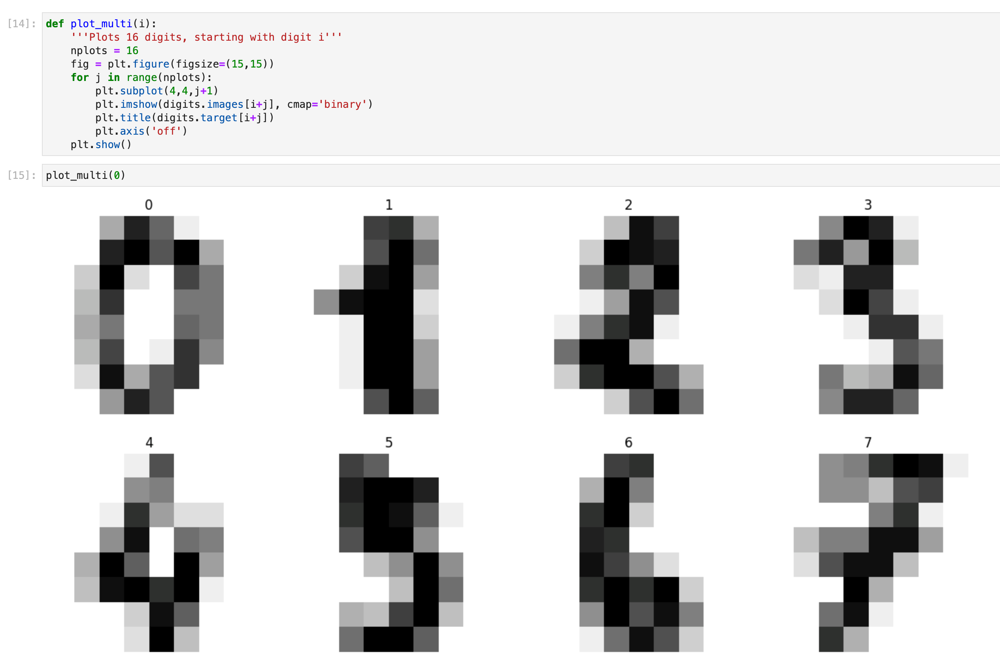 [14]: def plot_multi(i):
    '''Plots 16 digits, starting with digit i'''
    nplots = 16
    fig = plt.figure(figsize=(15,15))
    for j in range(nplots):
        plt.subplot(4,4,j+1)
        plt.imshow(digits.images[i+j], cmap='binary')
        plt.title(digits.target[i+j])
        plt.axis('off')
    plt.show()
[15]: plot_multi(0)
0 1 2 3
4 5 6 7